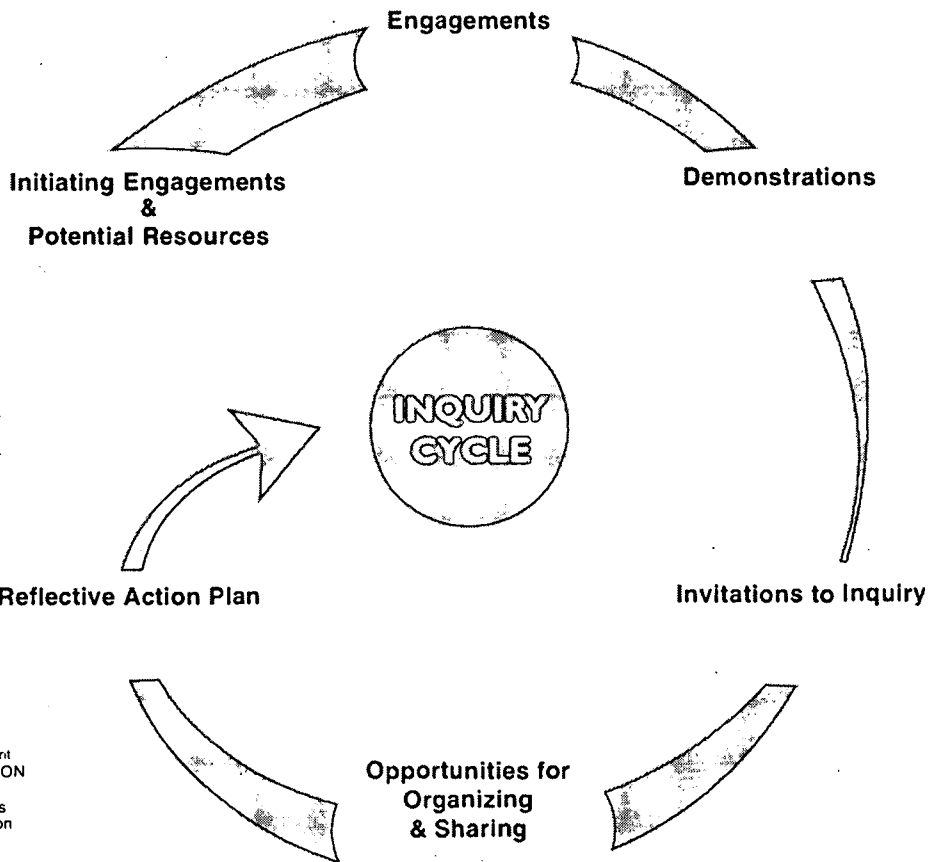 Engagements
Initiating Engagements
&
Potential Resources
Demonstrations
INQUIRY
CYCLE
Reflective Action Plan
Invitations to Inquiry
Opportunities for
Organizing
& Sharing